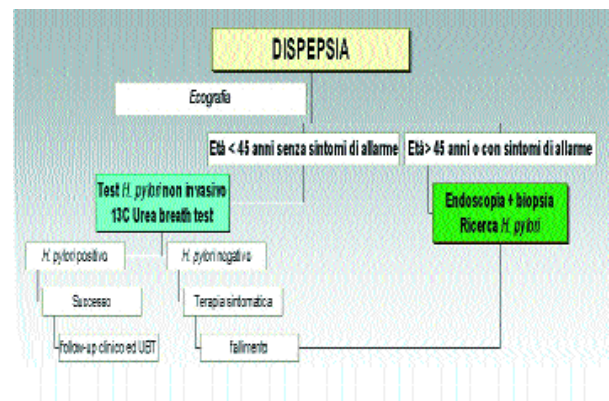 DISPEPSIA
Ecografia
Età < 45 anni senza sintomi di allarme
Età > 45 anni o con sintomi di allarme
Test H. pylori non invasivo
13C Urea breath test
Endoscopia + biopsia
Ricerca H. pylori
H. pylori positivo
H. pylori negativo
Successo
Terapia sintomatica
Follow-up clinico ed UBT
fallimento